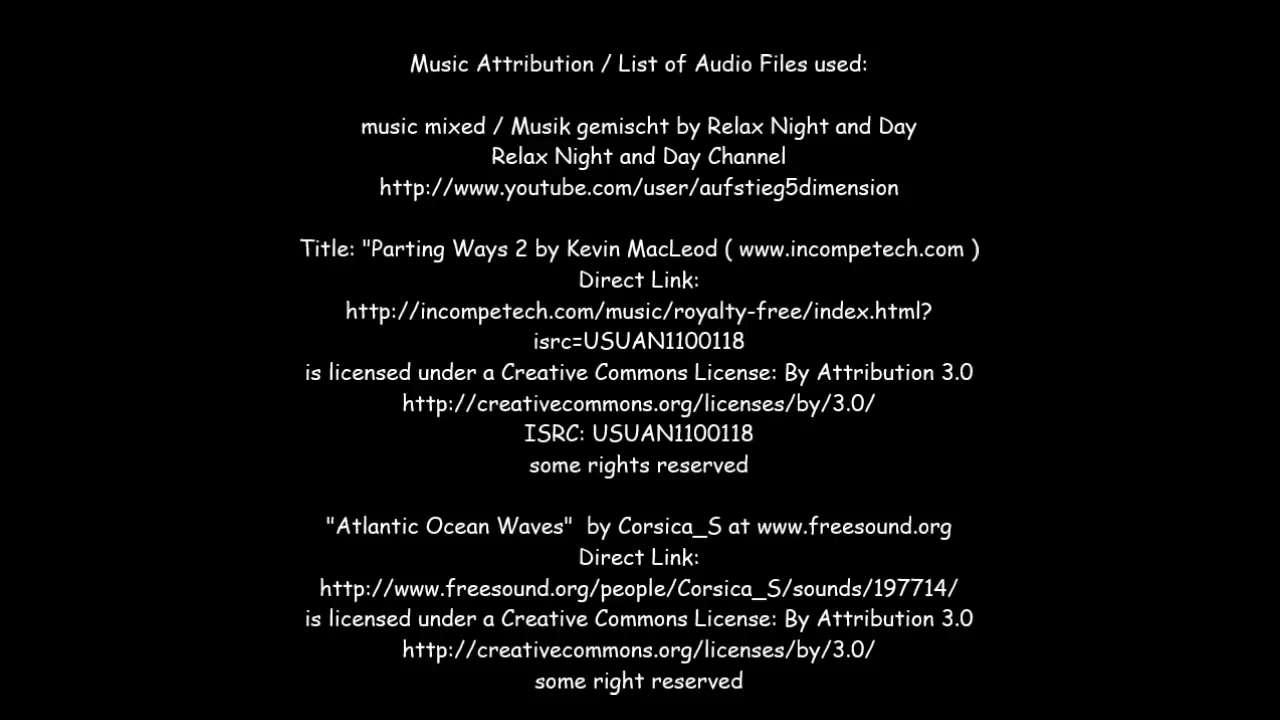 Music Attribution / List of Audio Files used:
music mixed / Musik gemischt by Relax Night and Day
Relax Night and Day Channel
http://www.youtube.com/user/aufstieg5dimension
Title: "Parting Ways 2 by Kevin MacLeod ( www.incompetech.com )
Direct Link:
http://incompetech.com/music/royalty-free/index.html?
isrc=USUAN1100118
is licensed under a Creative Commons License: By Attribution 3.0
http://creativecommons.org/licenses/by/3.0/
ISRC: USUAN1100118
some rights reserved
"Atlantic Ocean Waves"  by Corsica_S at www.freesound.org
Direct Link:
http://www.freesound.org/people/Corsica_S/sounds/197714/
is licensed under a Creative Commons License: By Attribution 3.0
http://creativecommons.org/licenses/by/3.0/
some right reserved